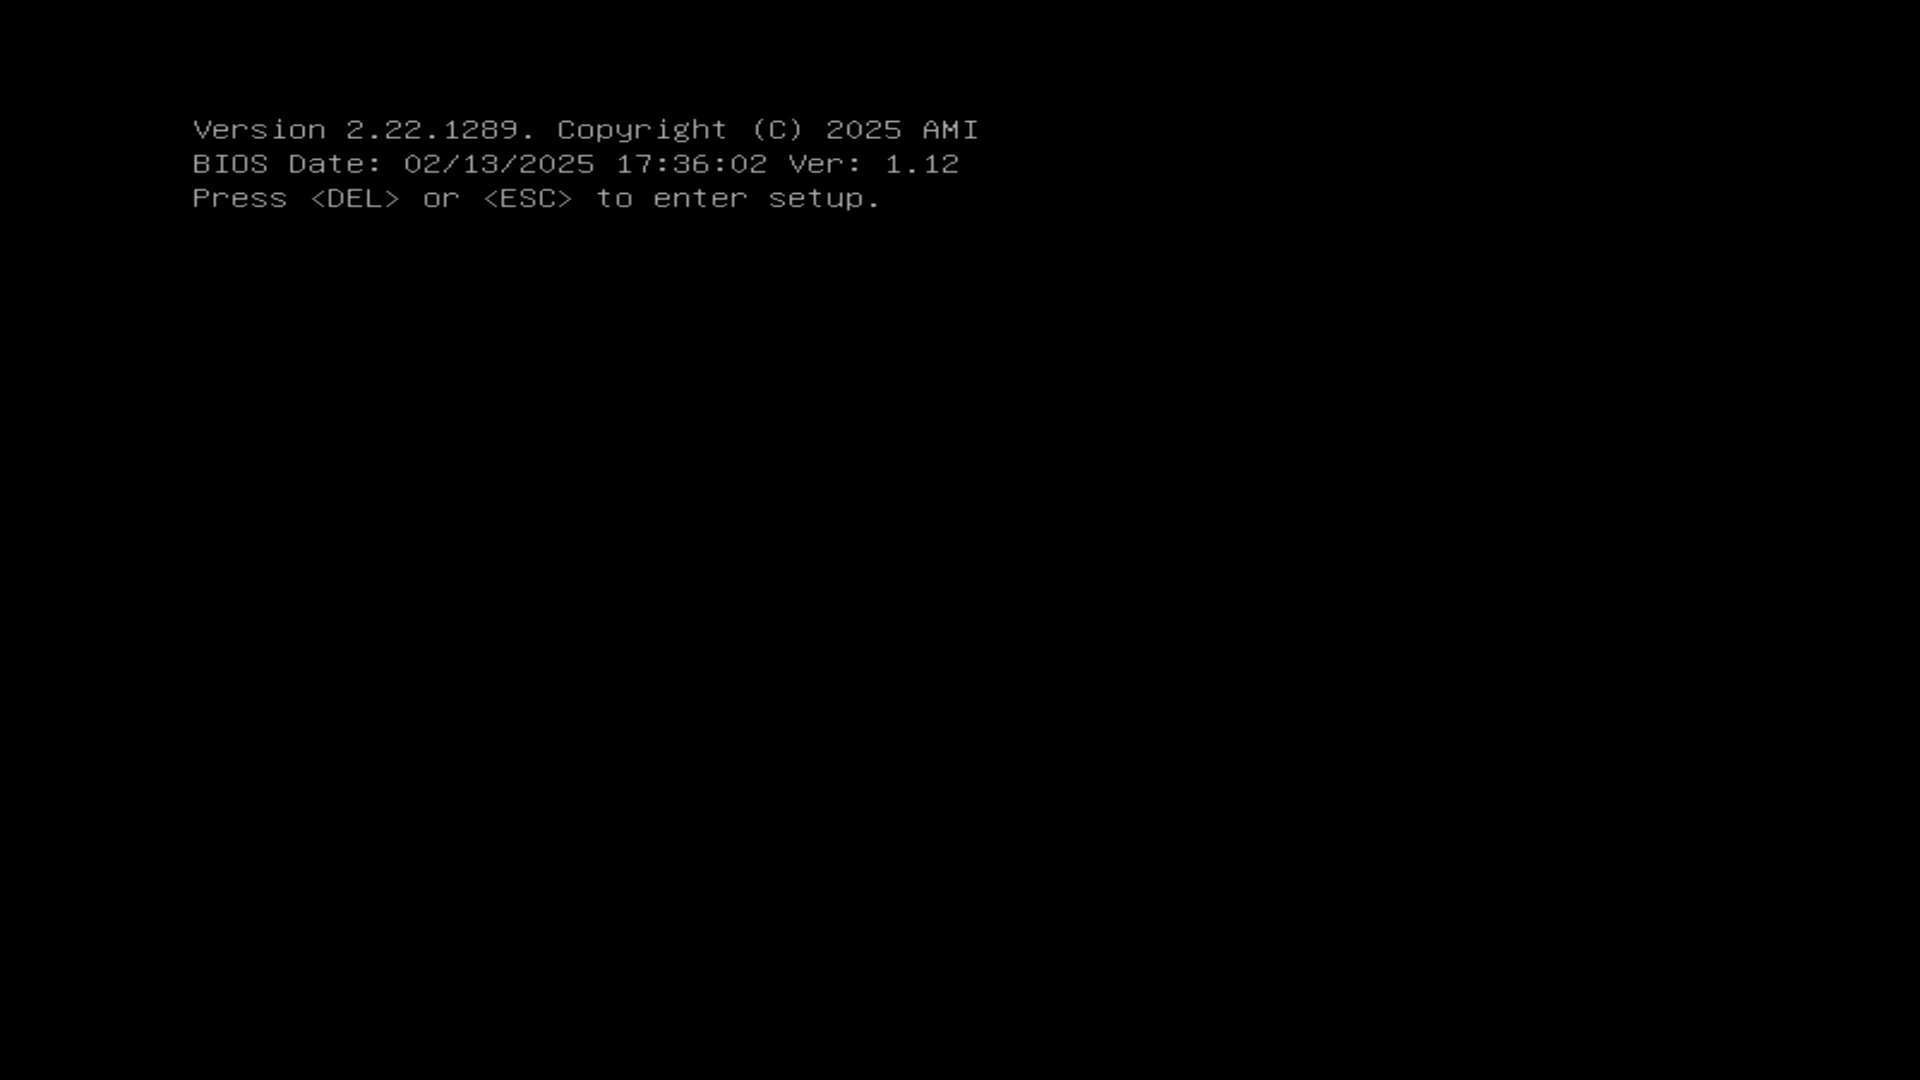 Version 2.22.1289. Copyright (C) 2025 AMI
BIOS Date: 02/13/2025 17:36:02 Ver: 1.12
Press <DEL> or <ESC> to enter setup.